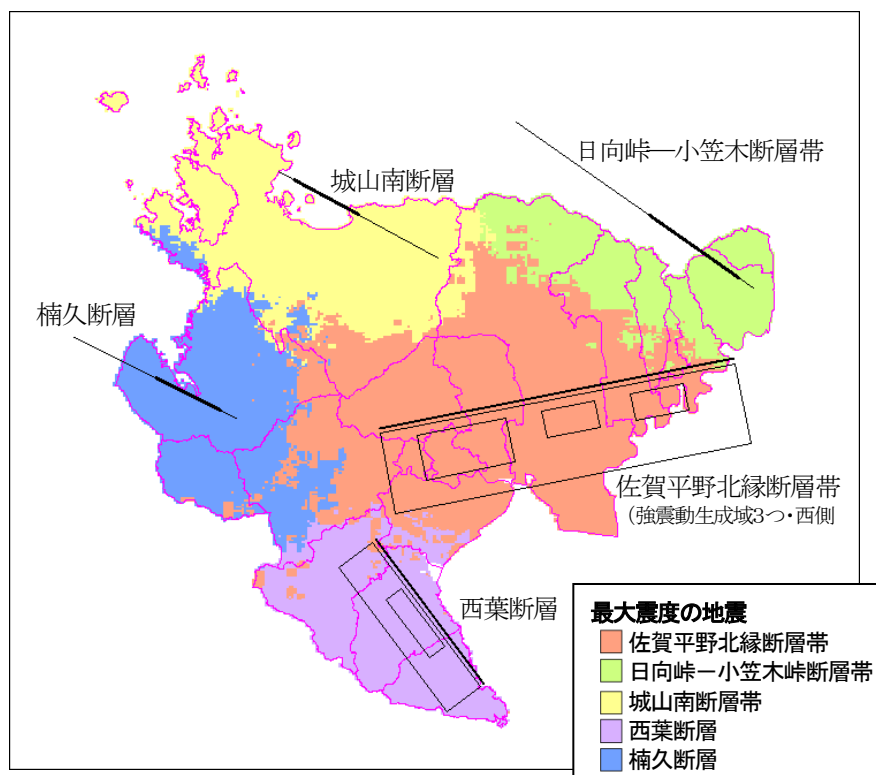 日向峠―小笠木断層帯
城山南断層
楠久断層
佐賀平野北縁断層帯
（強震動生成域3つ・西側
西葉断層
最大震度の地震
佐賀平野北縁断層帯
日向峠－小笠木峠断層帯
城山南断層帯
西葉断層
楠久断層